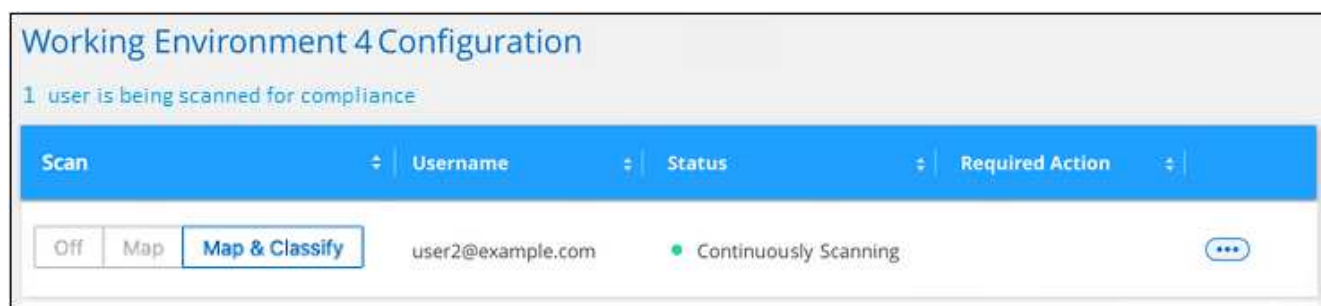 Working Environment 4 Configuration
1 user is being scanned for compliance
Scan Username Status Required Action
Off Map Map & Classify user2@example.com Continuously Scanning